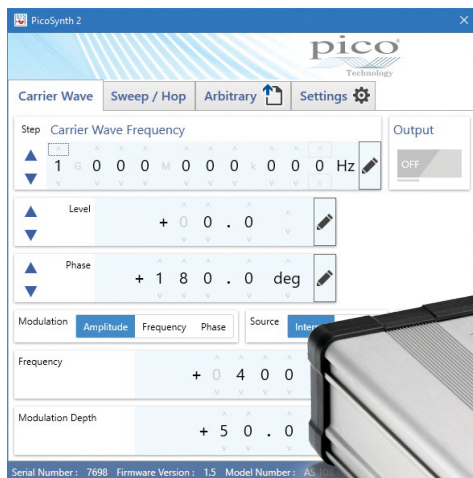 PicoSynth 2
pico
Technology
Carrier Wave Sweep / Hop Arbitrary Settings
Step Carrier Wave Frequency Output
1 G 0 0 0 M 0 0 0 k 0 0 0 Hz OFF
Level + 0 0 . 0
Phase + 1 8 0 . 0 deg
Modulation Amplitude Frequency Phase Source
Frequency + 0 4 0 0
Modulation Depth + 5 0 . 0
Serial Number : 7698 Firmware Version : 1.5 Model Number : AS 108